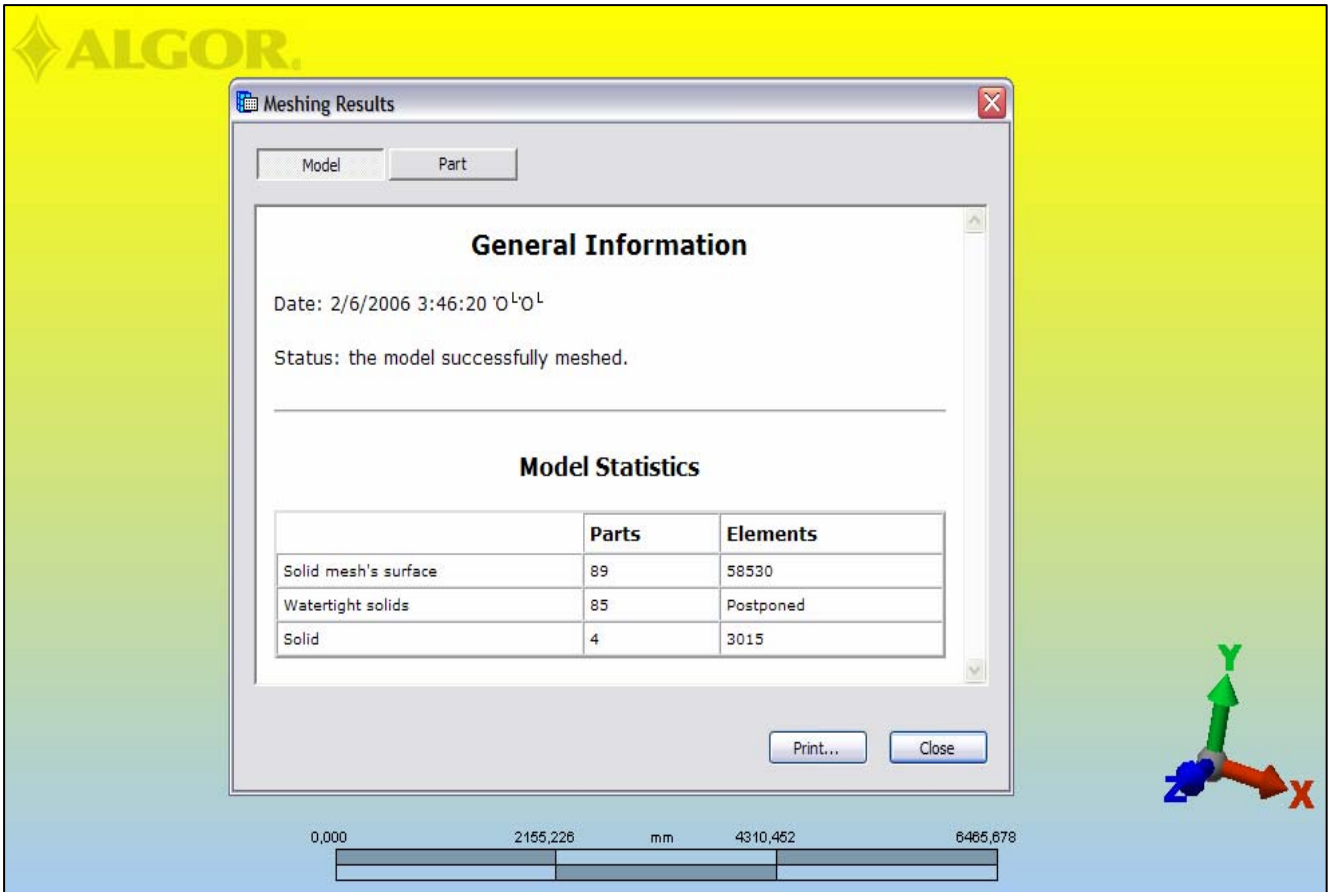 ALGOR
Meshing Results
Model Part
General Information
Date: 2/6/2006 3:46:20
Status: the model successfully meshed.
Model Statistics
Parts Elements
Solid mesh's surface 89 58530
Watertight solids 85 Postponed
Solid 4 3015
Print... Close
Y
Z X
0,000 2155,226 mm 4310,452 6465,678